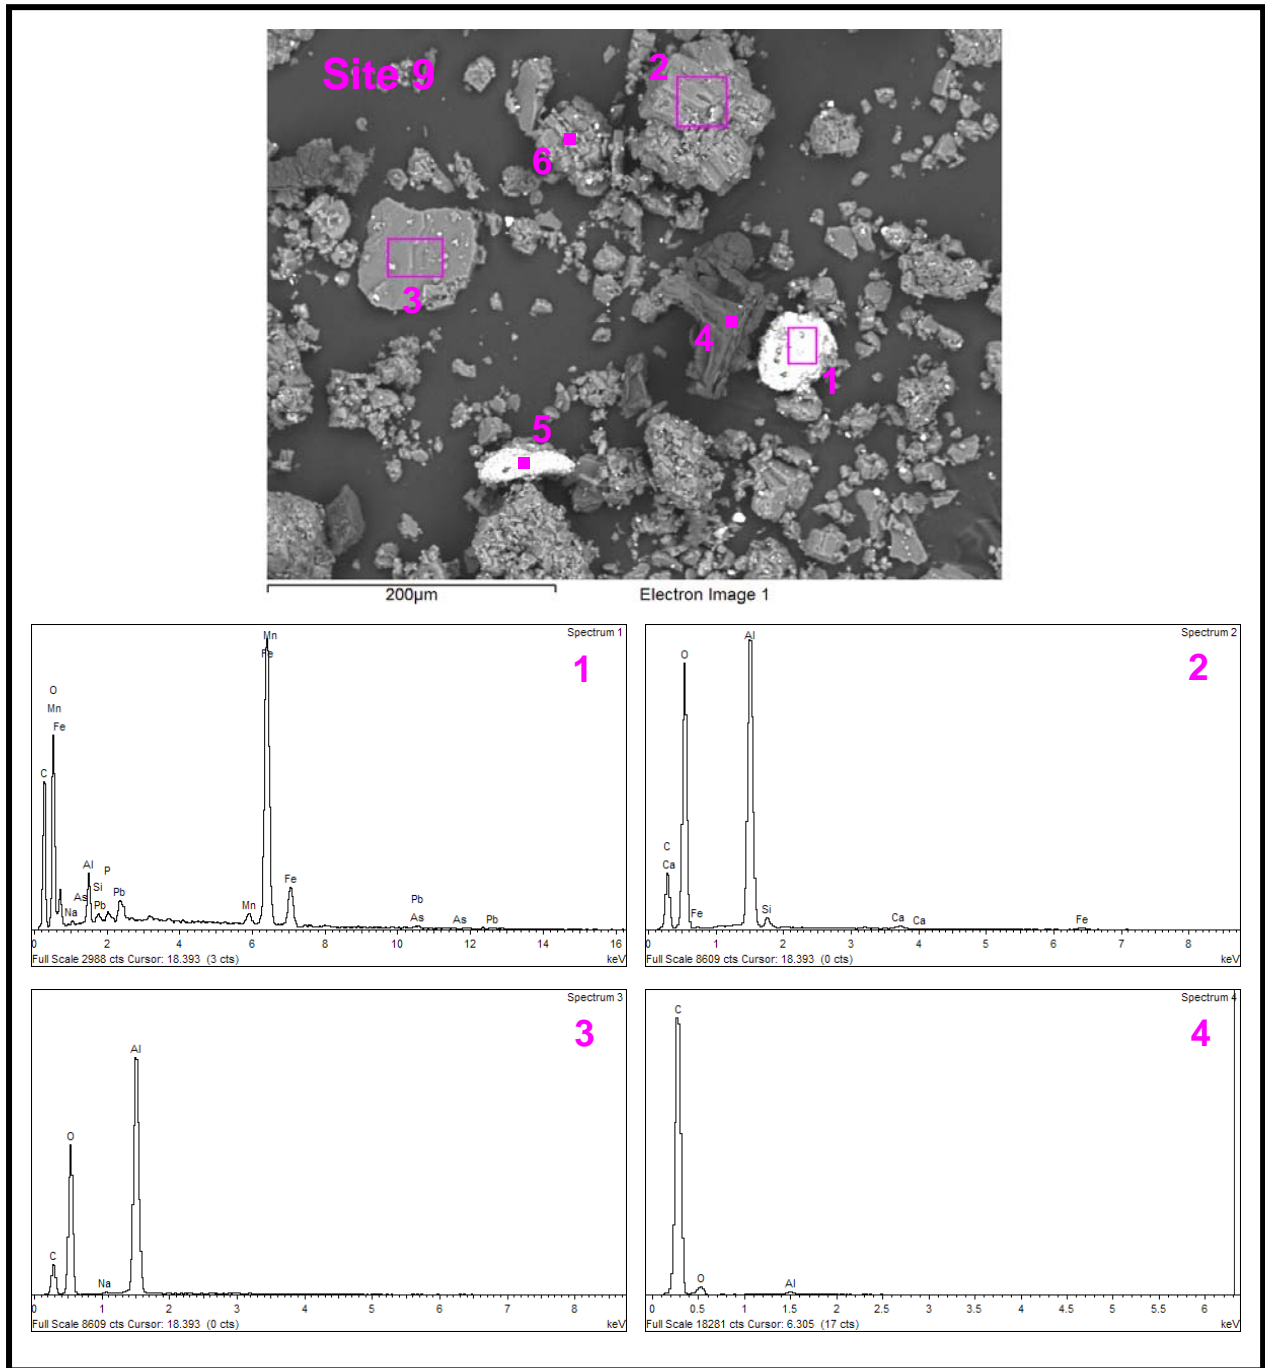 Site 9
2
6
3
4
1
5
200µm Electron Image 1
Spectrum 1
1
Mn
Fe
O
Mn
Fe
C
Al
P
Si
As
Pb
Pb
Na
Mn
Fe
Pb
As
As
Pb
0 2 4 6 8 10 12 14 16
Full Scale 2988 cts Cursor: 18.393 (3 cts) keV
Spectrum 2
2
Al
O
C
Ca
Fe
Si
Ca
Ca
Fe
0 1 2 3 4 5 6 7 8
Full Scale 8609 cts Cursor: 18.393 (0 cts) keV
Spectrum 3
3
Al
O
C
Na
0 1 2 3 4 5 6 7 8
Full Scale 8609 cts Cursor: 18.393 (0 cts) keV
Spectrum 4
4
C
O
Al
0 0.5 1 1.5 2 2.5 3 3.5 4 4.5 5 5.5 6
Full Scale 18281 cts Cursor: 6.305 (17 cts) keV